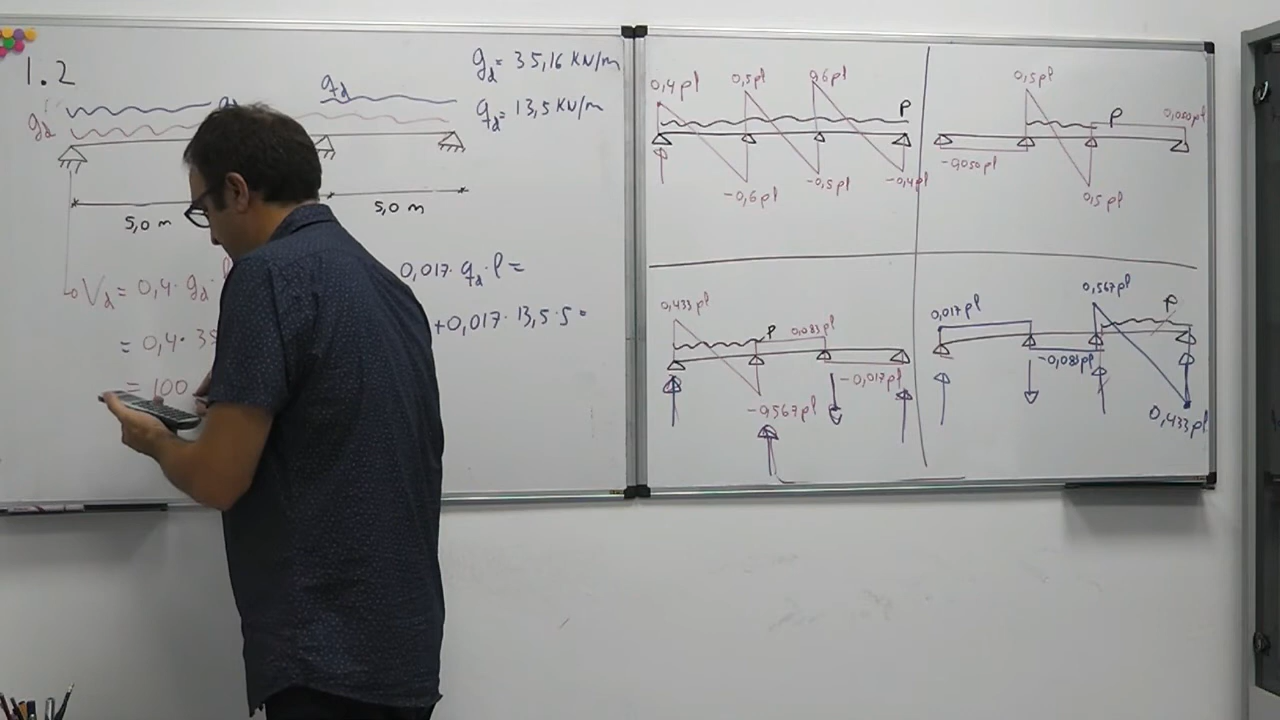 1.2
gd = 35,16 KN/m
qd = 13,5 KN/m
qd
gd
5,0 m
5,0 m
Vd = 0,4 · gd ·
0,017 · qd · l =
= 0,4 · 35
+0,017 · 13,5 · 5 =
= 100
0,4 pl
0,5 pl
0,6 pl
P
-0,6 pl
-0,5 pl
-0,4 pl
0,5 pl
P
0,050 pl
-0,050 pl
0,5 pl
0,433 pl
P
0,083 pl
-0,567 pl
-0,017 pl
0,017 pl
0,567 pl
P
-0,083 pl
0,433 pl